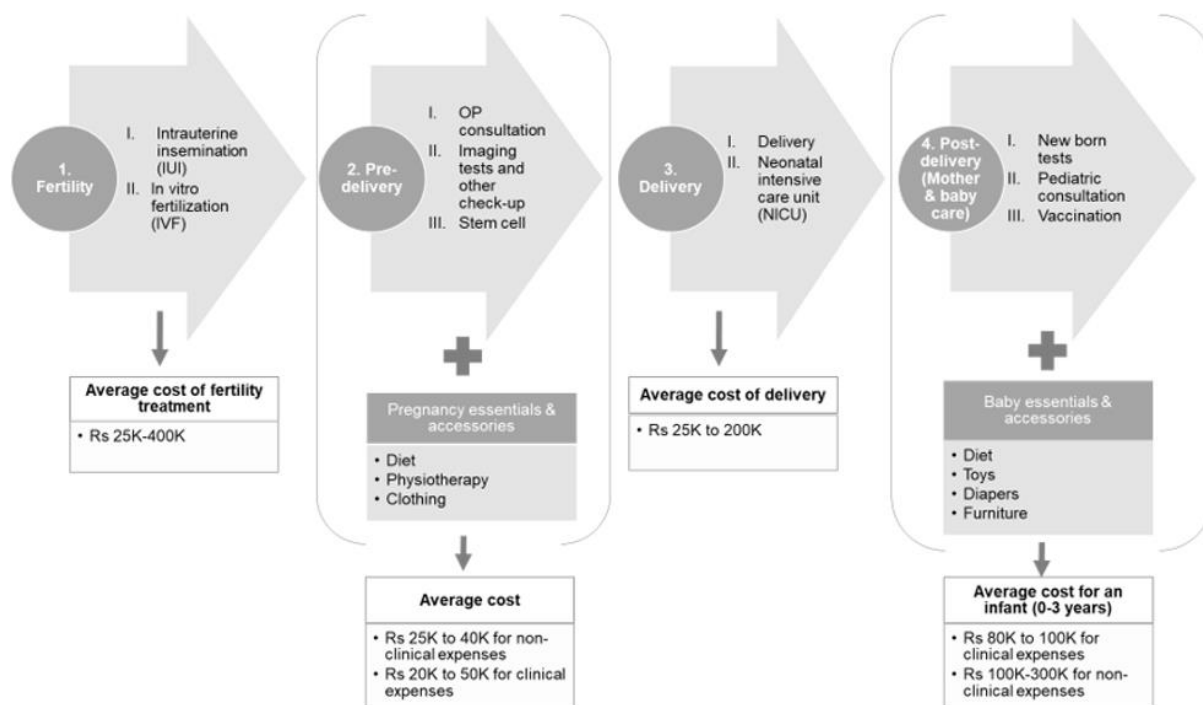 1.
Fertility
I. Intrauterine
insemination
(IUI)
II. In vitro
fertilization
(IVF)
Average cost of fertility
treatment
• Rs 25K-400K
2. Pre-
delivery
I. OP
consultation
II. Imaging
tests and
other
check-up
III. Stem cell
Pregnancy essentials &
accessories
• Diet
• Physiotherapy
• Clothing
Average cost
• Rs 25K to 40K for non-
clinical expenses
• Rs 20K to 50K for clinical
expenses
3.
Delivery
I. Delivery
II. Neonatal
intensive
care unit
(NICU)
Average cost of delivery
• Rs 25K to 200K
4. Post-
delivery
(Mother
& baby
care)
I. New born
tests
II. Pediatric
consultation
III. Vaccination
Baby essentials &
accessories
• Diet
• Toys
• Diapers
• Furniture
Average cost for an
infant (0-3 years)
• Rs 80K to 100K for
clinical expenses
• Rs 100K-300K for non-
clinical expenses